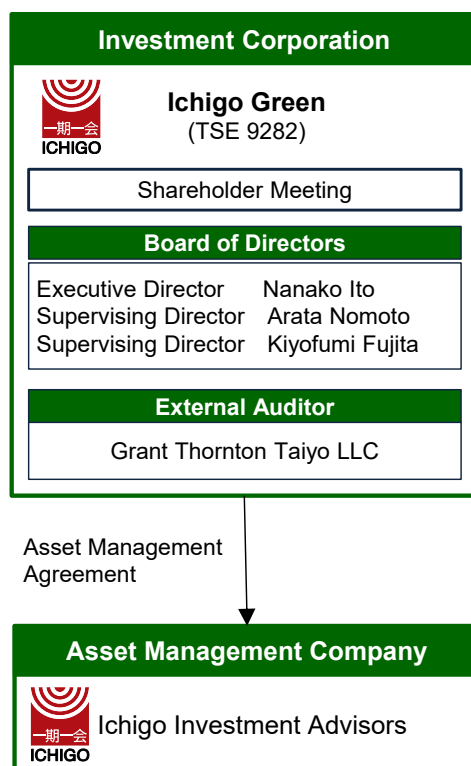 Investment Corporation
一期一会
ICHIGO
Ichigo Green
(TSE 9282)
Shareholder Meeting
Board of Directors
Executive Director Nanako Ito
Supervising Director Arata Nomoto
Supervising Director Kiyofumi Fujita
External Auditor
Grant Thornton Taiyo LLC
Asset Management
Agreement
Asset Management Company
一期一会
ICHIGO
Ichigo Investment Advisors